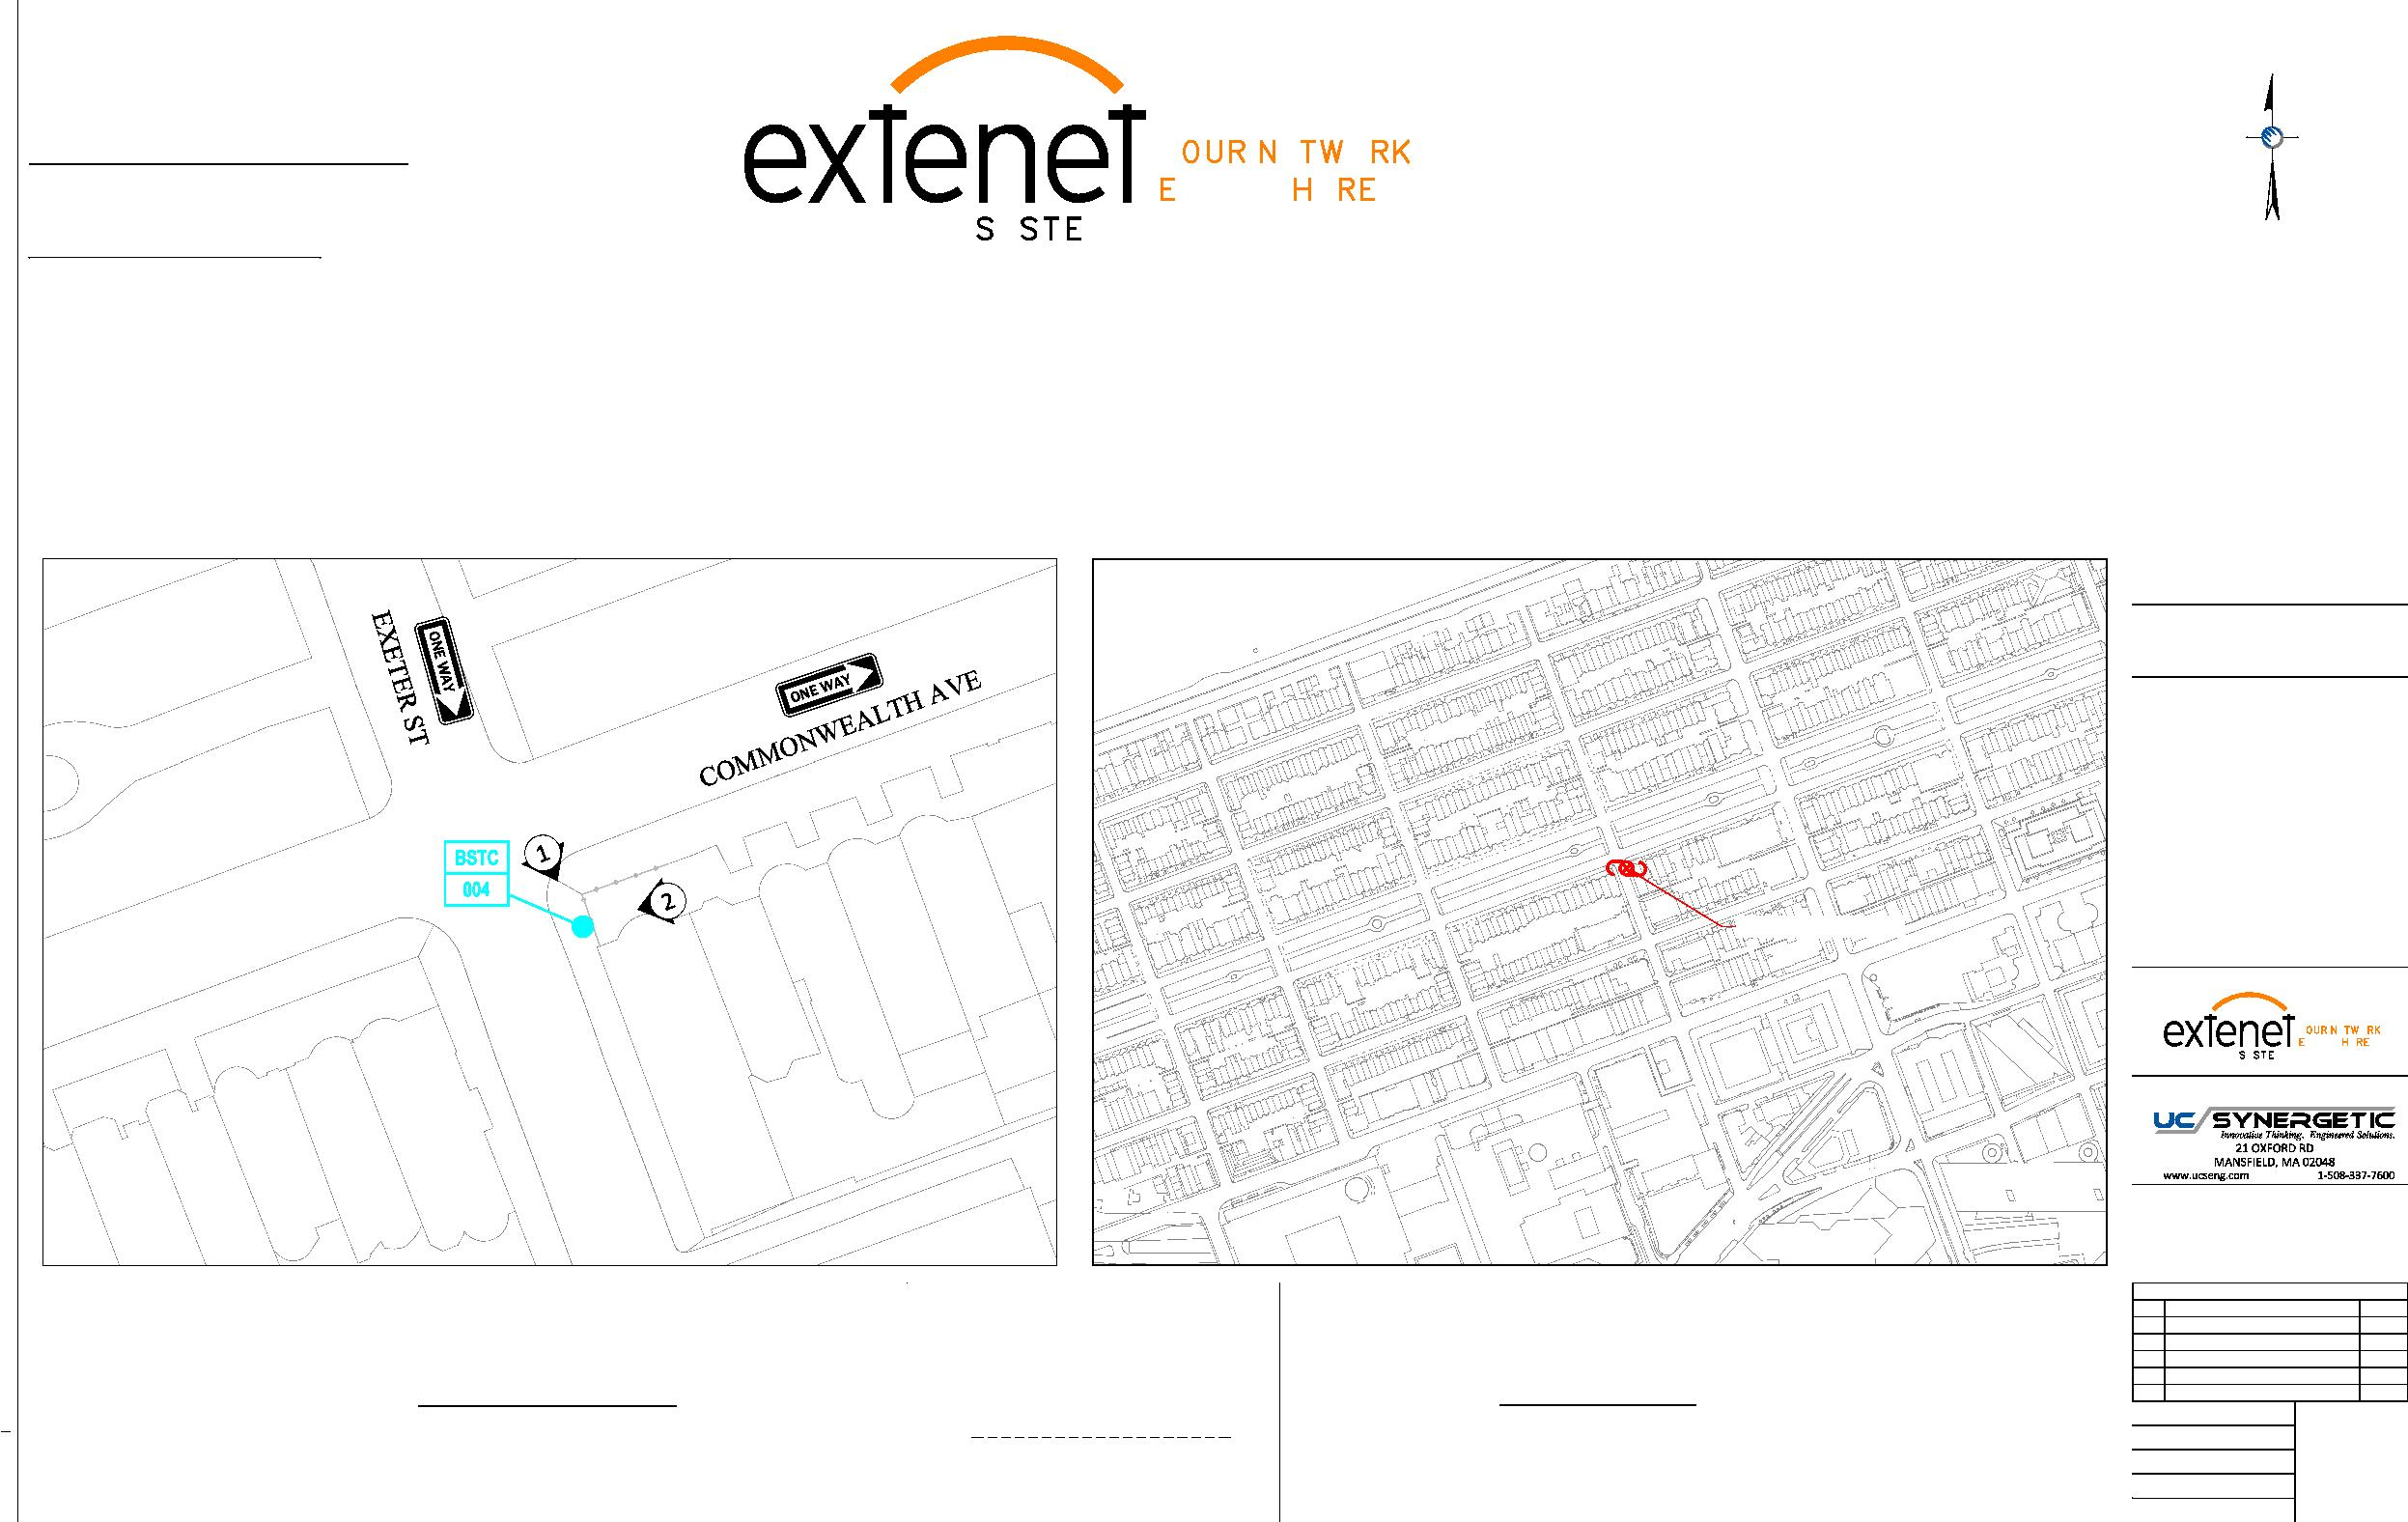 extenet
OUR N TW RK
E H RE
S STE
EXETER ST
ONE WAY
ONE WAY
COMMONWEALTH AVE
BSTC
004
1
2
extenet
OUR N TW RK
E H RE
S STE
UC SYNERGETIC
Innovative Thinking. Engineered Solutions.
21 OXFORD RD
MANSFIELD, MA 02048
www.ucseng.com 1-508-337-7600